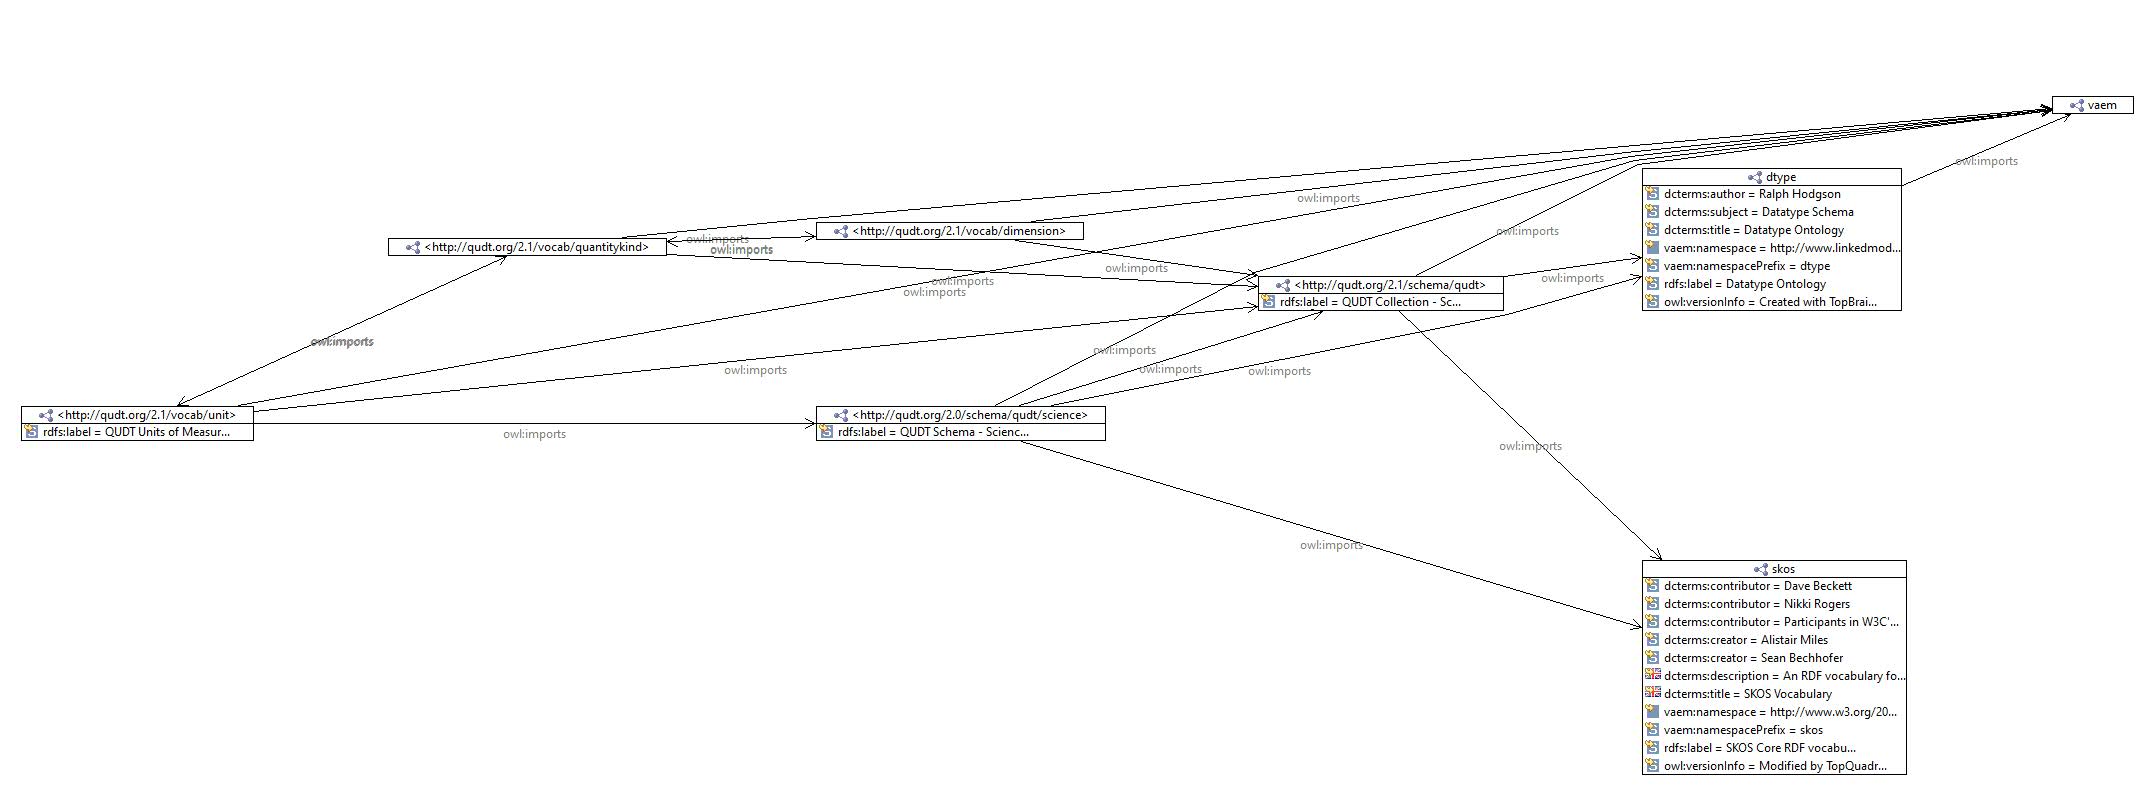 vaem
owl:imports
dtype
dcterms:author = Ralph Hodgson
dcterms:subject = Datatype Schema
dcterms:title = Datatype Ontology
vaem:namespace = http://www.linkedmod...
vaem:namespacePrefix = dtype
rdfs:label = Datatype Ontology
owl:versionInfo = Created with TopBrai...
owl:imports
<http://qudt.org/2.1/vocab/dimension>
owl:imports
<http://qudt.org/2.1/vocab/quantitykind>
owl:imports
owl:imports
owl:imports
owl:imports
owl:imports
owl:imports
<http://qudt.org/2.1/schema/qudt>
rdfs:label = QUDT Collection - Sc...
owl:imports
owl:imports
owl:imports
owl:imports
owl:imports
owl:imports
<http://qudt.org/2.1/vocab/unit>
rdfs:label = QUDT Units of Measur...
owl:imports
<http://qudt.org/2.0/schema/qudt/science>
rdfs:label = QUDT Schema - Scienc...
owl:imports
owl:imports
skos
dcterms:contributor = Dave Beckett
dcterms:contributor = Nikki Rogers
dcterms:contributor = Participants in W3C'...
dcterms:creator = Alistair Miles
dcterms:creator = Sean Bechhofer
dcterms:description = An RDF vocabulary fo...
dcterms:title = SKOS Vocabulary
vaem:namespace = http://www.w3.org/20...
vaem:namespacePrefix = skos
rdfs:label = SKOS Core RDF vocabu...
owl:versionInfo = Modified by TopQuadr...